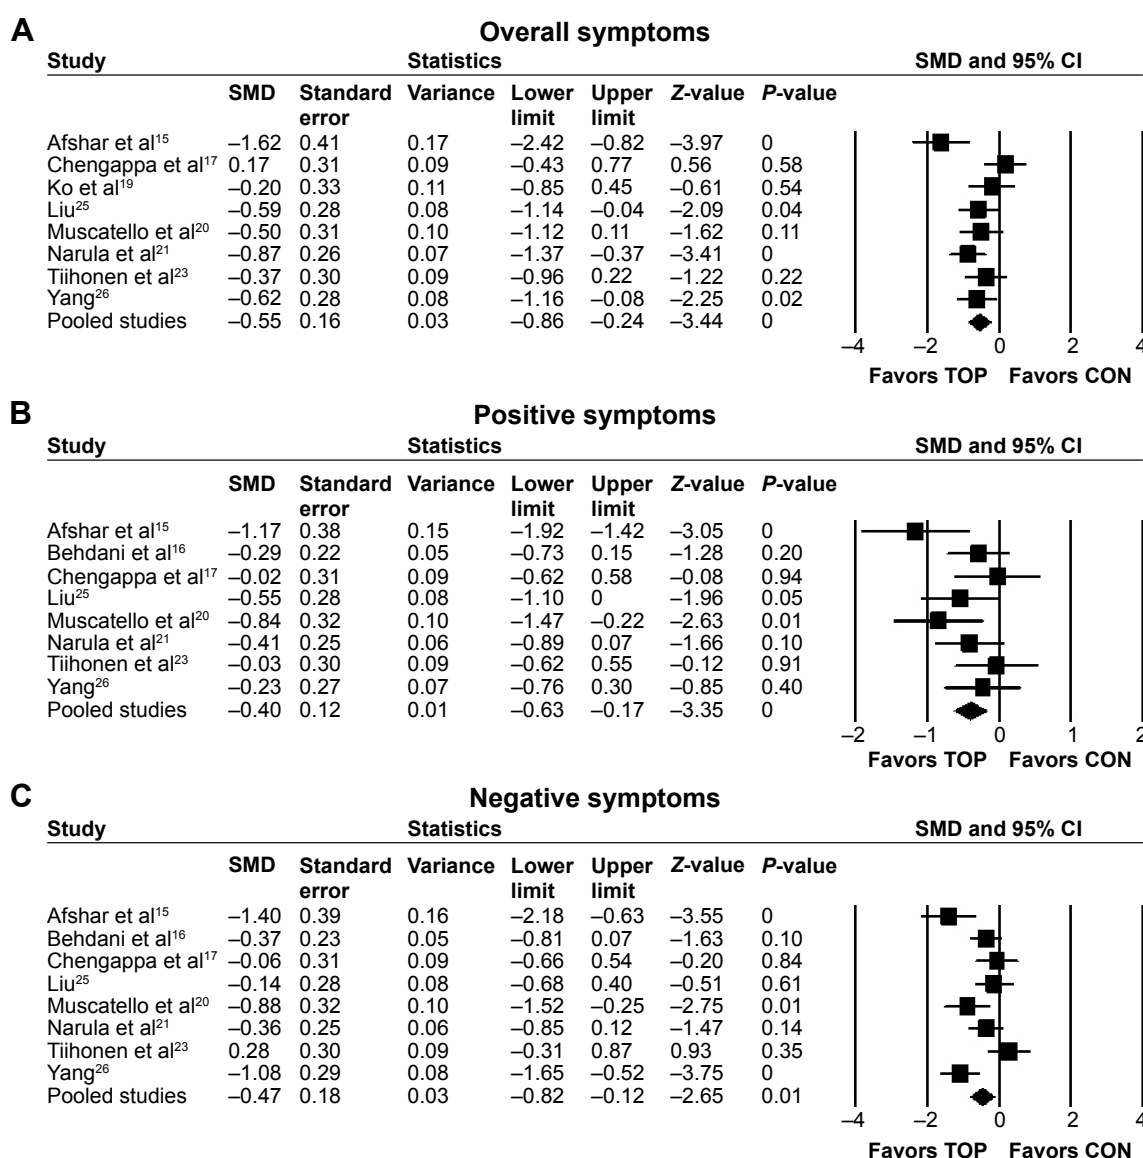 A
Overall symptoms
Study Statistics SMD and 95% CI
SMD Standard error Variance Lower limit Upper limit Z-value P-value
Afshar et al15 –1.62 0.41 0.17 –2.42 –0.82 –3.97 0
Chengappa et al17 0.17 0.31 0.09 –0.43 0.77 0.56 0.58
Ko et al19 –0.20 0.33 0.11 –0.85 0.45 –0.61 0.54
Liu25 –0.59 0.28 0.08 –1.14 –0.04 –2.09 0.04
Muscatello et al20 –0.50 0.31 0.10 –1.12 0.11 –1.62 0.11
Narula et al21 –0.87 0.26 0.07 –1.37 –0.37 –3.41 0
Tiihonen et al23 –0.37 0.30 0.09 –0.96 0.22 –1.22 0.22
Yang26 –0.62 0.28 0.08 –1.16 –0.08 –2.25 0.02
Pooled studies –0.55 0.16 0.03 –0.86 –0.24 –3.44 0
–4 –2 0 2 4
Favors TOP Favors CON
B
Positive symptoms
Study Statistics SMD and 95% CI
SMD Standard error Variance Lower limit Upper limit Z-value P-value
Afshar et al15 –1.17 0.38 0.15 –1.92 –1.42 –3.05 0
Behdani et al16 –0.29 0.22 0.05 –0.73 0.15 –1.28 0.20
Chengappa et al17 –0.02 0.31 0.09 –0.62 0.58 –0.08 0.94
Liu25 –0.55 0.28 0.08 –1.10 0 –1.96 0.05
Muscatello et al20 –0.84 0.32 0.10 –1.47 –0.22 –2.63 0.01
Narula et al21 –0.41 0.25 0.06 –0.89 0.07 –1.66 0.10
Tiihonen et al23 –0.03 0.30 0.09 –0.62 0.55 –0.12 0.91
Yang26 –0.23 0.27 0.07 –0.76 0.30 –0.85 0.40
Pooled studies –0.40 0.12 0.01 –0.63 –0.17 –3.35 0
–2 –1 0 1 2
Favors TOP Favors CON
C
Negative symptoms
Study Statistics SMD and 95% CI
SMD Standard error Variance Lower limit Upper limit Z-value P-value
Afshar et al15 –1.40 0.39 0.16 –2.18 –0.63 –3.55 0
Behdani et al16 –0.37 0.23 0.05 –0.81 0.07 –1.63 0.10
Chengappa et al17 –0.06 0.31 0.09 –0.66 0.54 –0.20 0.84
Liu25 –0.14 0.28 0.08 –0.68 0.40 –0.51 0.61
Muscatello et al20 –0.88 0.32 0.10 –1.52 –0.25 –2.75 0.01
Narula et al21 –0.36 0.25 0.06 –0.85 0.12 –1.47 0.14
Tiihonen et al23 0.28 0.30 0.09 –0.31 0.87 0.93 0.35
Yang26 –1.08 0.29 0.08 –1.65 –0.52 –3.75 0
Pooled studies –0.47 0.18 0.03 –0.82 –0.12 –2.65 0.01
–4 –2 0 2 4
Favors TOP Favors CON